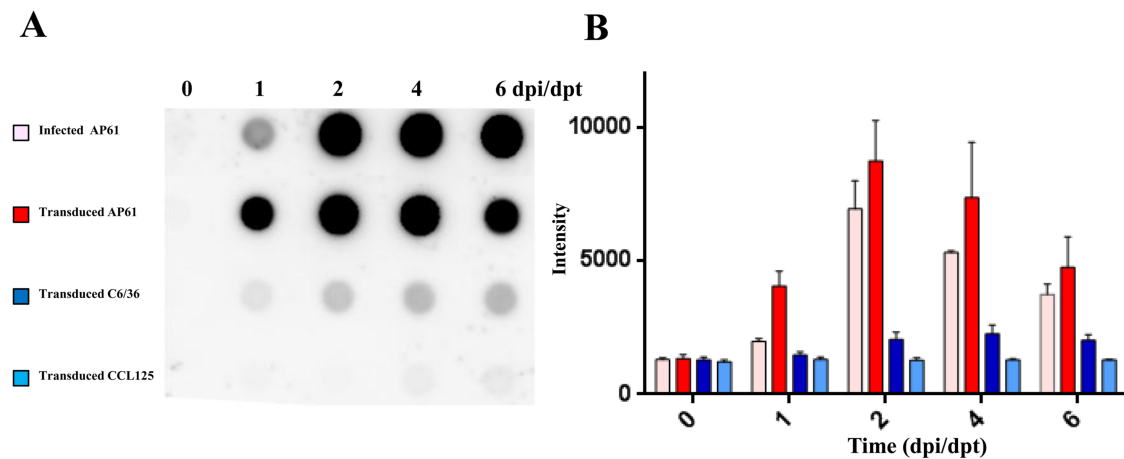 A
0 1 2 4 6 dpi/dpt
Infected AP61
Transduced AP61
Transduced C6/36
Transduced CCL125
B
Intensity
10000
5000
0
0 1 2 4 6
Time (dpi/dpt)